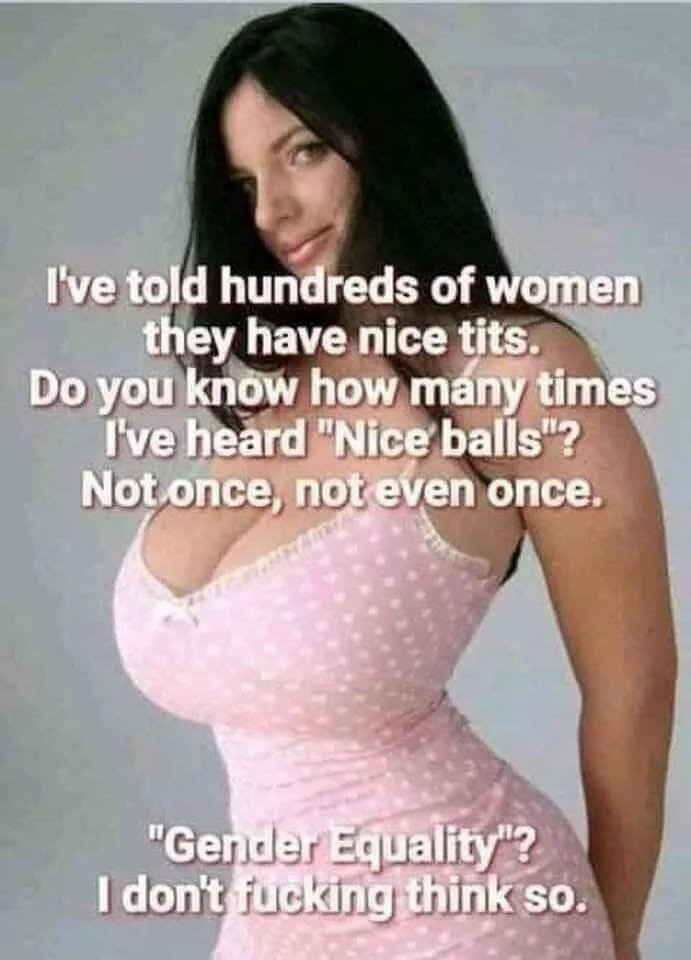 I've told hundreds of women
they have nice tits.
Do you know how many times
I've heard "Nice balls"?
Not once, not even once.
"Gender Equality"?
I don't fucking think so.